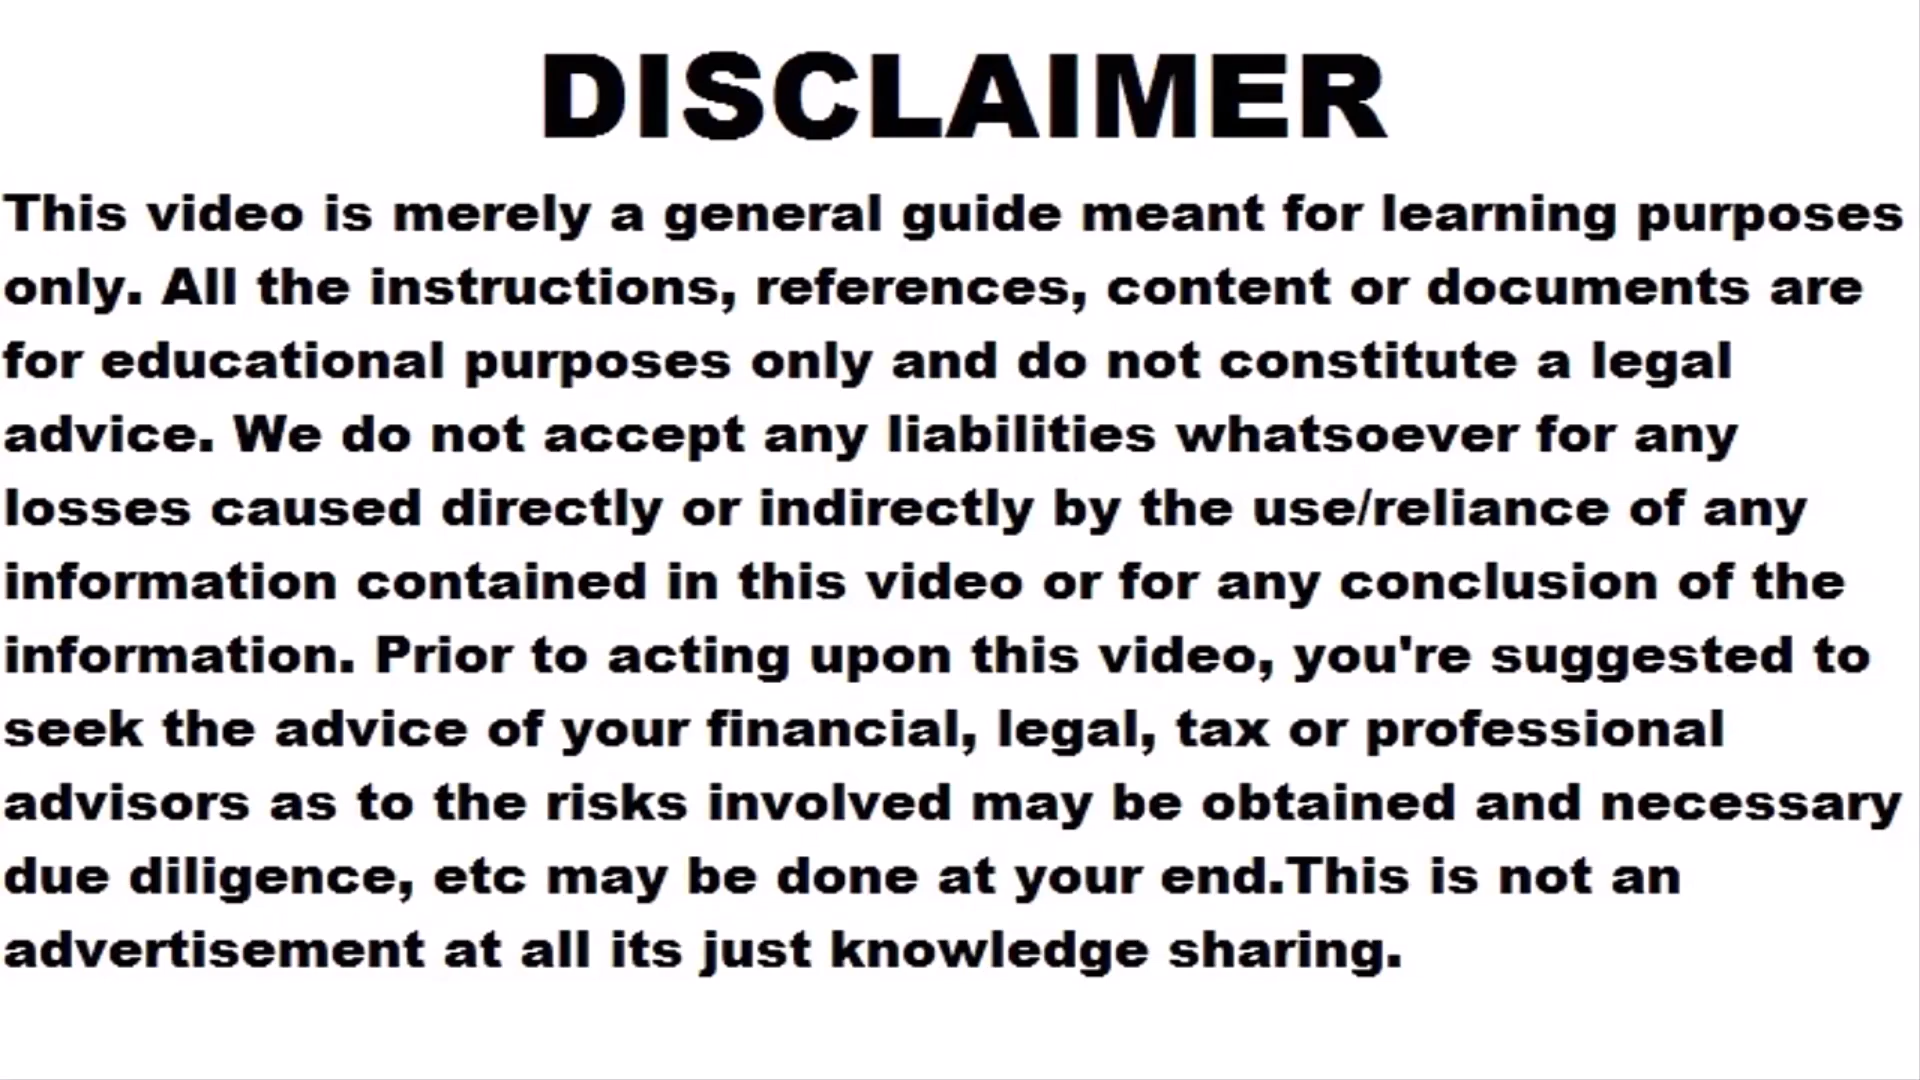 DISCLAIMER
This video is merely a general guide meant for learning purposes
only. All the instructions, references, content or documents are
for educational purposes only and do not constitute a legal
advice. We do not accept any liabilities whatsoever for any
losses caused directly or indirectly by the use/reliance of any
information contained in this video or for any conclusion of the
information. Prior to acting upon this video, you're suggested to
seek the advice of your financial, legal, tax or professional
advisors as to the risks involved may be obtained and necessary
due diligence, etc may be done at your end.This is not an
advertisement at all its just knowledge sharing.